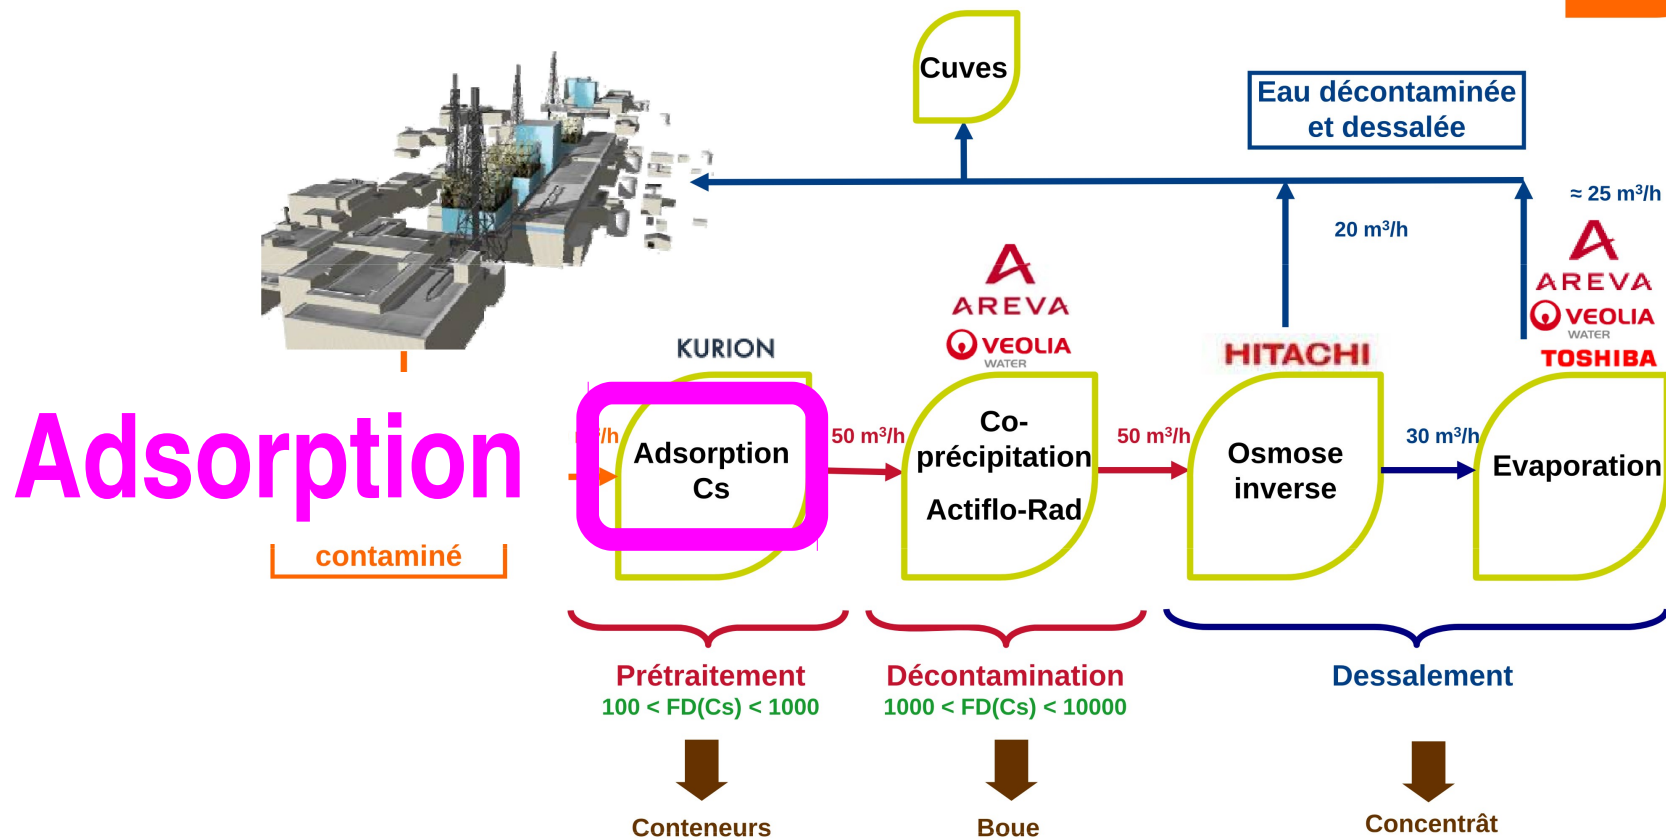 Cuves
Eau décontaminée
et dessalée
≈ 25 m³/h
20 m³/h
AREVA
VEOLIA
WATER
KURION
HITACHI
AREVA
VEOLIA
WATER
TOSHIBA
Adsorption
/h
Adsorption
Cs
50 m³/h
Co-
précipitation
Actiflo-Rad
50 m³/h
Osmose
inverse
30 m³/h
Evaporation
contaminé
Prétraitement
100 < FD(Cs) < 1000
Décontamination
1000 < FD(Cs) < 10000
Dessalement
Conteneurs
Boue
Concentrât